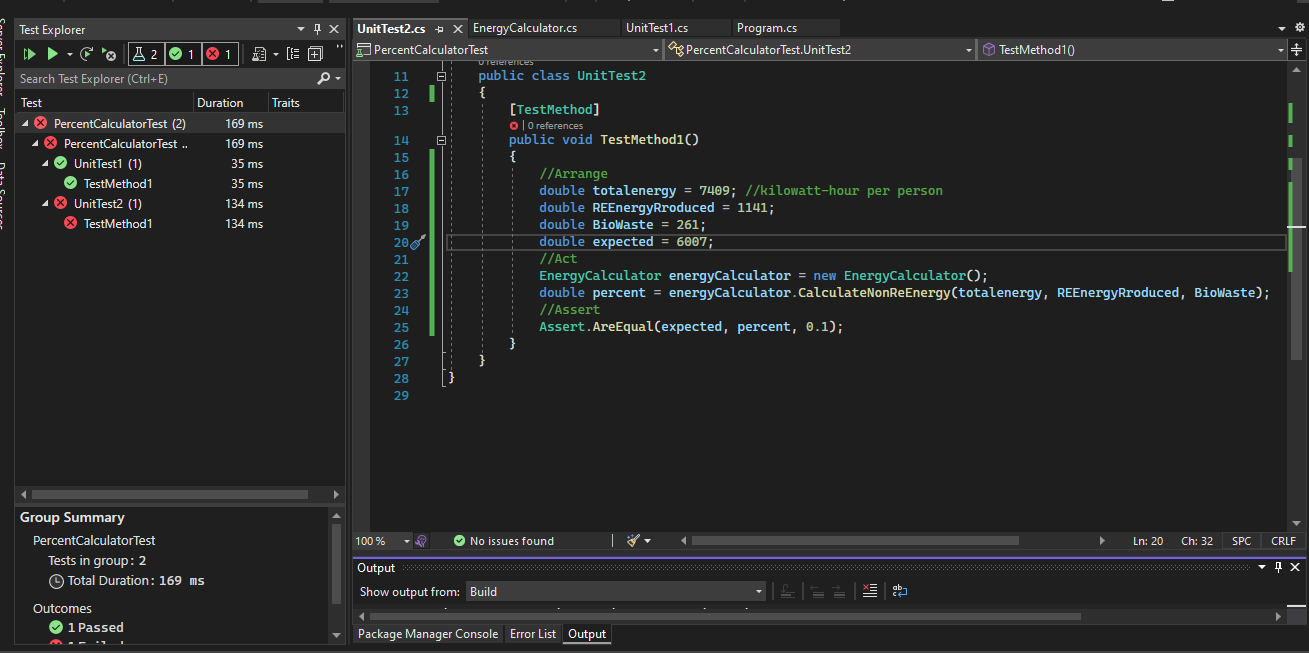 Test Explorer
2
1
1
Search Test Explorer (Ctrl+E)
Test Duration Traits
PercentCalculatorTest (2) 169 ms
PercentCalculatorTest .. 169 ms
UnitTest1 (1) 35 ms
TestMethod1 35 ms
UnitTest2 (1) 134 ms
TestMethod1 134 ms
Group Summary
PercentCalculatorTest
Tests in group: 2
Total Duration: 169 ms
Outcomes
1 Passed
UnitTest2.cs EnergyCalculator.cs UnitTest1.cs Program.cs
PercentCalculatorTest PercentCalculatorTest.UnitTest2 TestMethod1()
0 references
11 public class UnitTest2
12 {
13 [TestMethod]
| 0 references
14 public void TestMethod1()
15 {
16 //Arrange
17 double totalenergy = 7409; //kilowatt-hour per person
18 double REEnergyRroduced = 1141;
19 double BioWaste = 261;
20 double expected = 6007;
21 //Act
22 EnergyCalculator energyCalculator = new EnergyCalculator();
23 double percent = energyCalculator.CalculateNonReEnergy(totalenergy, REEnergyRroduced, BioWaste);
24 //Assert
25 Assert.AreEqual(expected, percent, 0.1);
26 }
27 }
28 }
29
100 % No issues found Ln: 20 Ch: 32 SPC CRLF
Output
Show output from: Build
Package Manager Console Error List Output